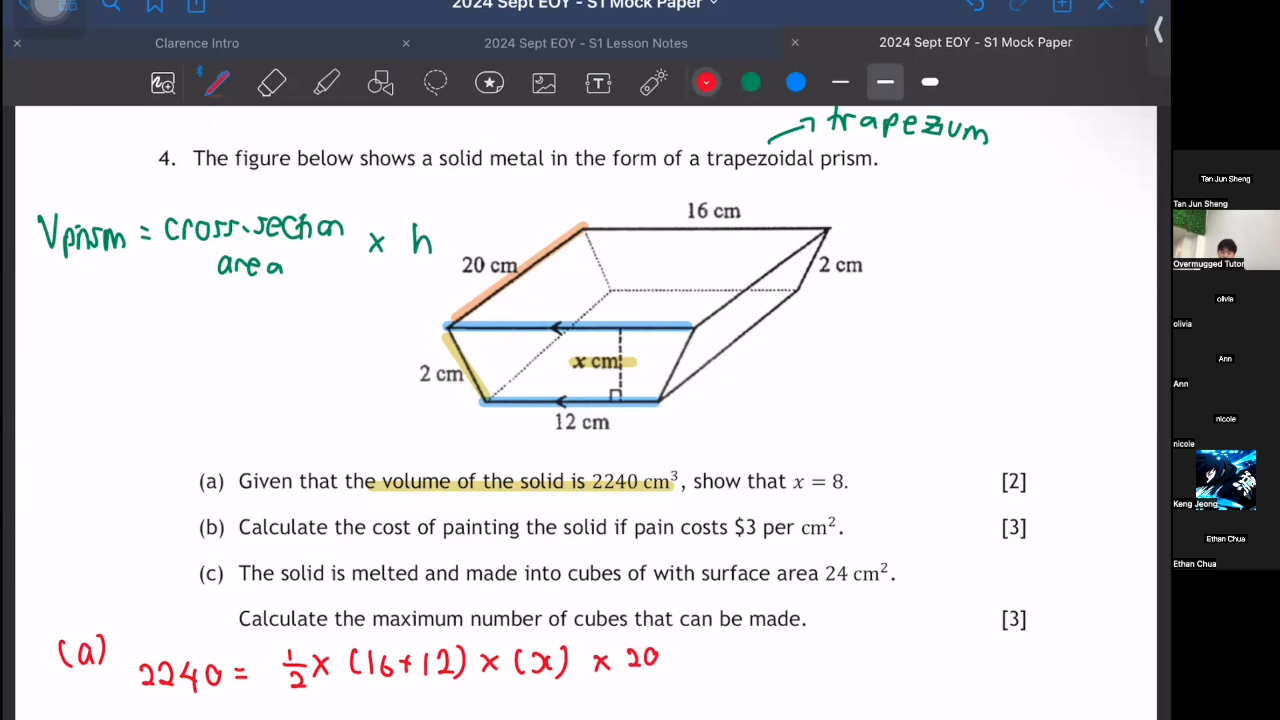 2024 Sept EOY - S1 Mock Paper
Clarence Intro
2024 Sept EOY - S1 Lesson Notes
2024 Sept EOY - S1 Mock Paper
trapezium
4. The figure below shows a solid metal in the form of a trapezoidal prism.
Vprism = cross-section area × h
16 cm
20 cm
2 cm
x cm
2 cm
12 cm
(a) Given that the volume of the solid is 2240 cm³, show that x = 8. [2]
(b) Calculate the cost of painting the solid if pain costs $3 per cm². [3]
(c) The solid is melted and made into cubes of with surface area 24 cm².
Calculate the maximum number of cubes that can be made. [3]
(a) 2240 = ½ × (16+12) × (x) × 20
Tan Jun Sheng
Tan Jun Sheng
Overmugged Tutor
olivia
olivia
Ann
Ann
nicole
nicole
Keng Jeong
Ethan Chua
Ethan Chua